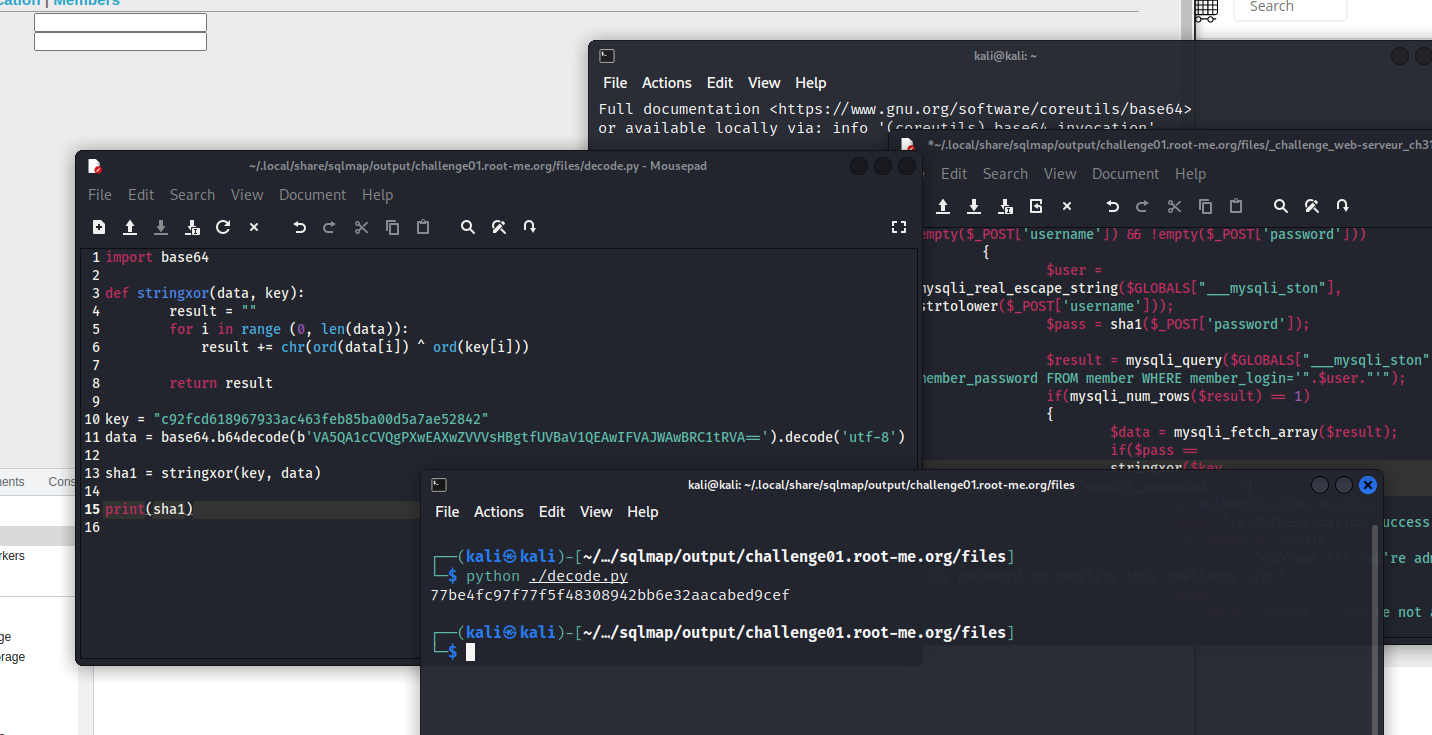 cation | Members
Search
kali@kali: ~
File Actions Edit View Help
Full documentation <https://www.gnu.org/software/coreutils/base64>
or available locally via: info '(coreutils) base64 invocation'
~/.local/share/sqlmap/output/challenge01.root-me.org/files/decode.py - Mousepad
File Edit Search View Document Help
1 import base64
2
3 def stringxor(data, key):
4         result = ""
5         for i in range (0, len(data)):
6             result += chr(ord(data[i]) ^ ord(key[i]))
7
8         return result
9
10 key = "c92fcd618967933ac463feb85ba00d5a7ae52842"
11 data = base64.b64decode(b'VA5QA1cCVQgPXwEAXwZVVVsHBgtfUVBaV1QEAwIFVAJWAwBRC1tRVA==').decode('utf-8')
12
13 sha1 = stringxor(key, data)
14
15 print(sha1)
16
*~/.local/share/sqlmap/output/challenge01.root-me.org/files/_challenge_web-serveur_ch31
Edit Search View Document Help
empty($_POST['username']) && !empty($_POST['password']))
{
$user =
mysqli_real_escape_string($GLOBALS["___mysqli_ston"],
strtolower($_POST['username']));
$pass = sha1($_POST['password']);
$result = mysqli_query($GLOBALS["___mysqli_ston"
member_password FROM member WHERE member_login='".$user."'");
if(mysqli_num_rows($result) == 1)
{
$data = mysqli_fetch_array($result);
if($pass ==
stringxor($key,
uccess
're adm
e not a
kali@kali: ~/.local/share/sqlmap/output/challenge01.root-me.org/files
File Actions Edit View Help
┌──(kali㉿kali)-[~/…/sqlmap/output/challenge01.root-me.org/files]
└─$ python ./decode.py
77be4fc97f77f5f48308942bb6e32aacabed9cef
┌──(kali㉿kali)-[~/…/sqlmap/output/challenge01.root-me.org/files]
└─$
ents Cons
rkers
ge
orage